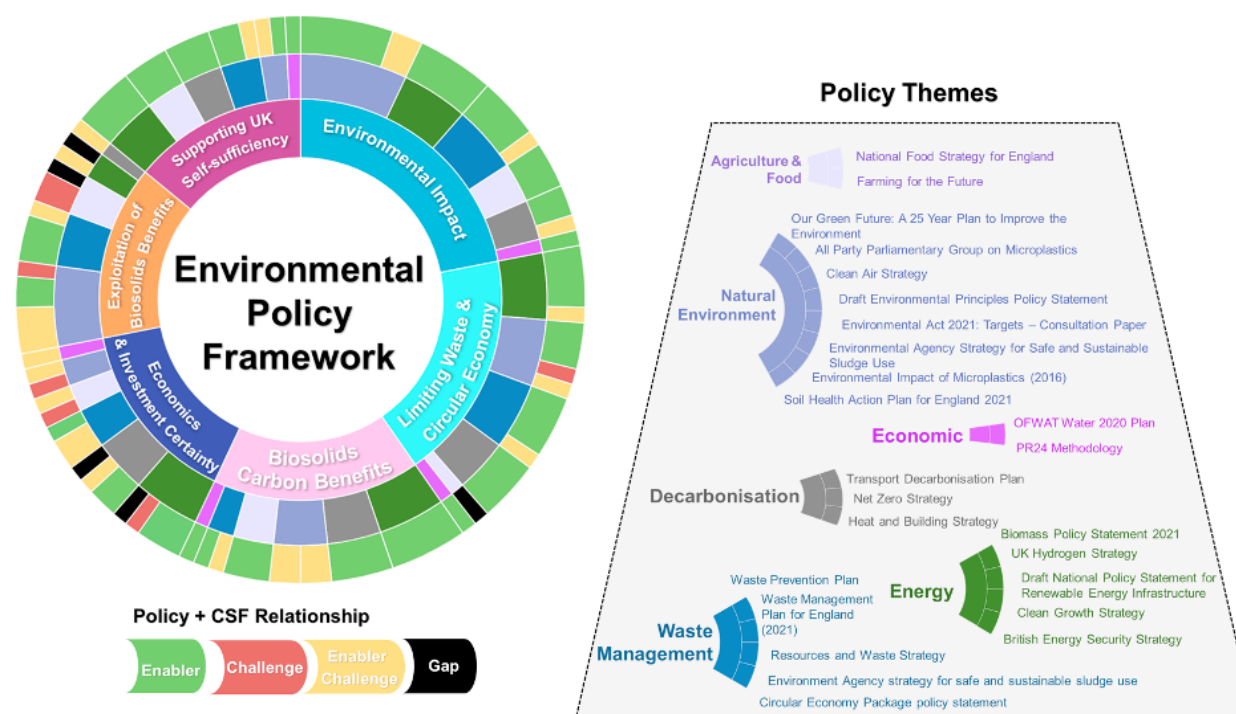 Supporting UK
Self-sufficiency
Environmental Impact
Limiting Waste &
Circular Economy
Biosolids
Carbon Benefits
Economics
& Investment Certainty
Exploitation of
Biosolids Benefits
Environmental
Policy
Framework
Policy + CSF Relationship
Enabler
Challenge
Enabler
Challenge
Gap
Policy Themes
Agriculture &
Food
National Food Strategy for England
Farming for the Future
Natural
Environment
Our Green Future: A 25 Year Plan to Improve the
Environment
All Party Parliamentary Group on Microplastics
Clean Air Strategy
Draft Environmental Principles Policy Statement
Environmental Act 2021: Targets – Consultation Paper
Environmental Agency Strategy for Safe and Sustainable
Sludge Use
Environmental Impact of Microplastics (2016)
Soil Health Action Plan for England 2021
Economic
OFWAT Water 2020 Plan
PR24 Methodology
Decarbonisation
Transport Decarbonisation Plan
Net Zero Strategy
Heat and Building Strategy
Energy
Biomass Policy Statement 2021
UK Hydrogen Strategy
Draft National Policy Statement for
Renewable Energy Infrastructure
Clean Growth Strategy
British Energy Security Strategy
Waste
Management
Waste Prevention Plan
Waste Management
Plan for England
(2021)
Resources and Waste Strategy
Environment Agency strategy for safe and sustainable sludge use
Circular Economy Package policy statement